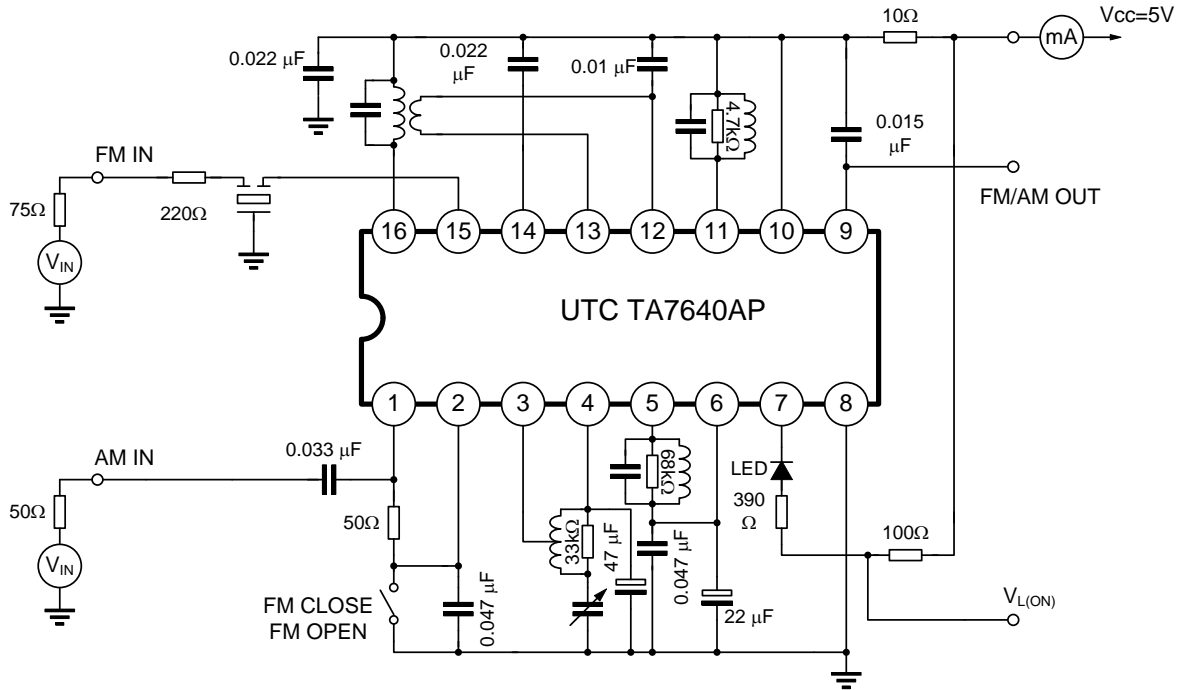 10Ω
Vcc=5V
mA
0.022 μF
0.022
μF
0.01 μF
4.7kΩ
0.015
μF
FM IN
FM/AM OUT
75Ω
220Ω
VIN
16
15
14
13
12
11
10
9
UTC TA7640AP
1
2
3
4
5
6
7
8
0.033 μF
AM IN
68kΩ
LED
390
Ω
50Ω
50Ω
33kΩ
47 μF
0.047 μF
100Ω
VIN
FM CLOSE
FM OPEN
0.047 μF
22 μF
VL(ON)